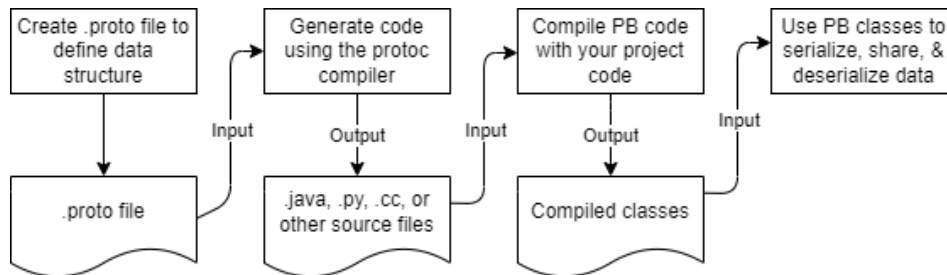 Create .proto file to
define data
structure
Generate code
using the protoc
compiler
Compile PB code
with your project
code
Use PB classes to
serialize, share, &
deserialize data
Input
Output
Input
Output
Input
.proto file
.java, .py, .cc, or
other source files
Compiled classes